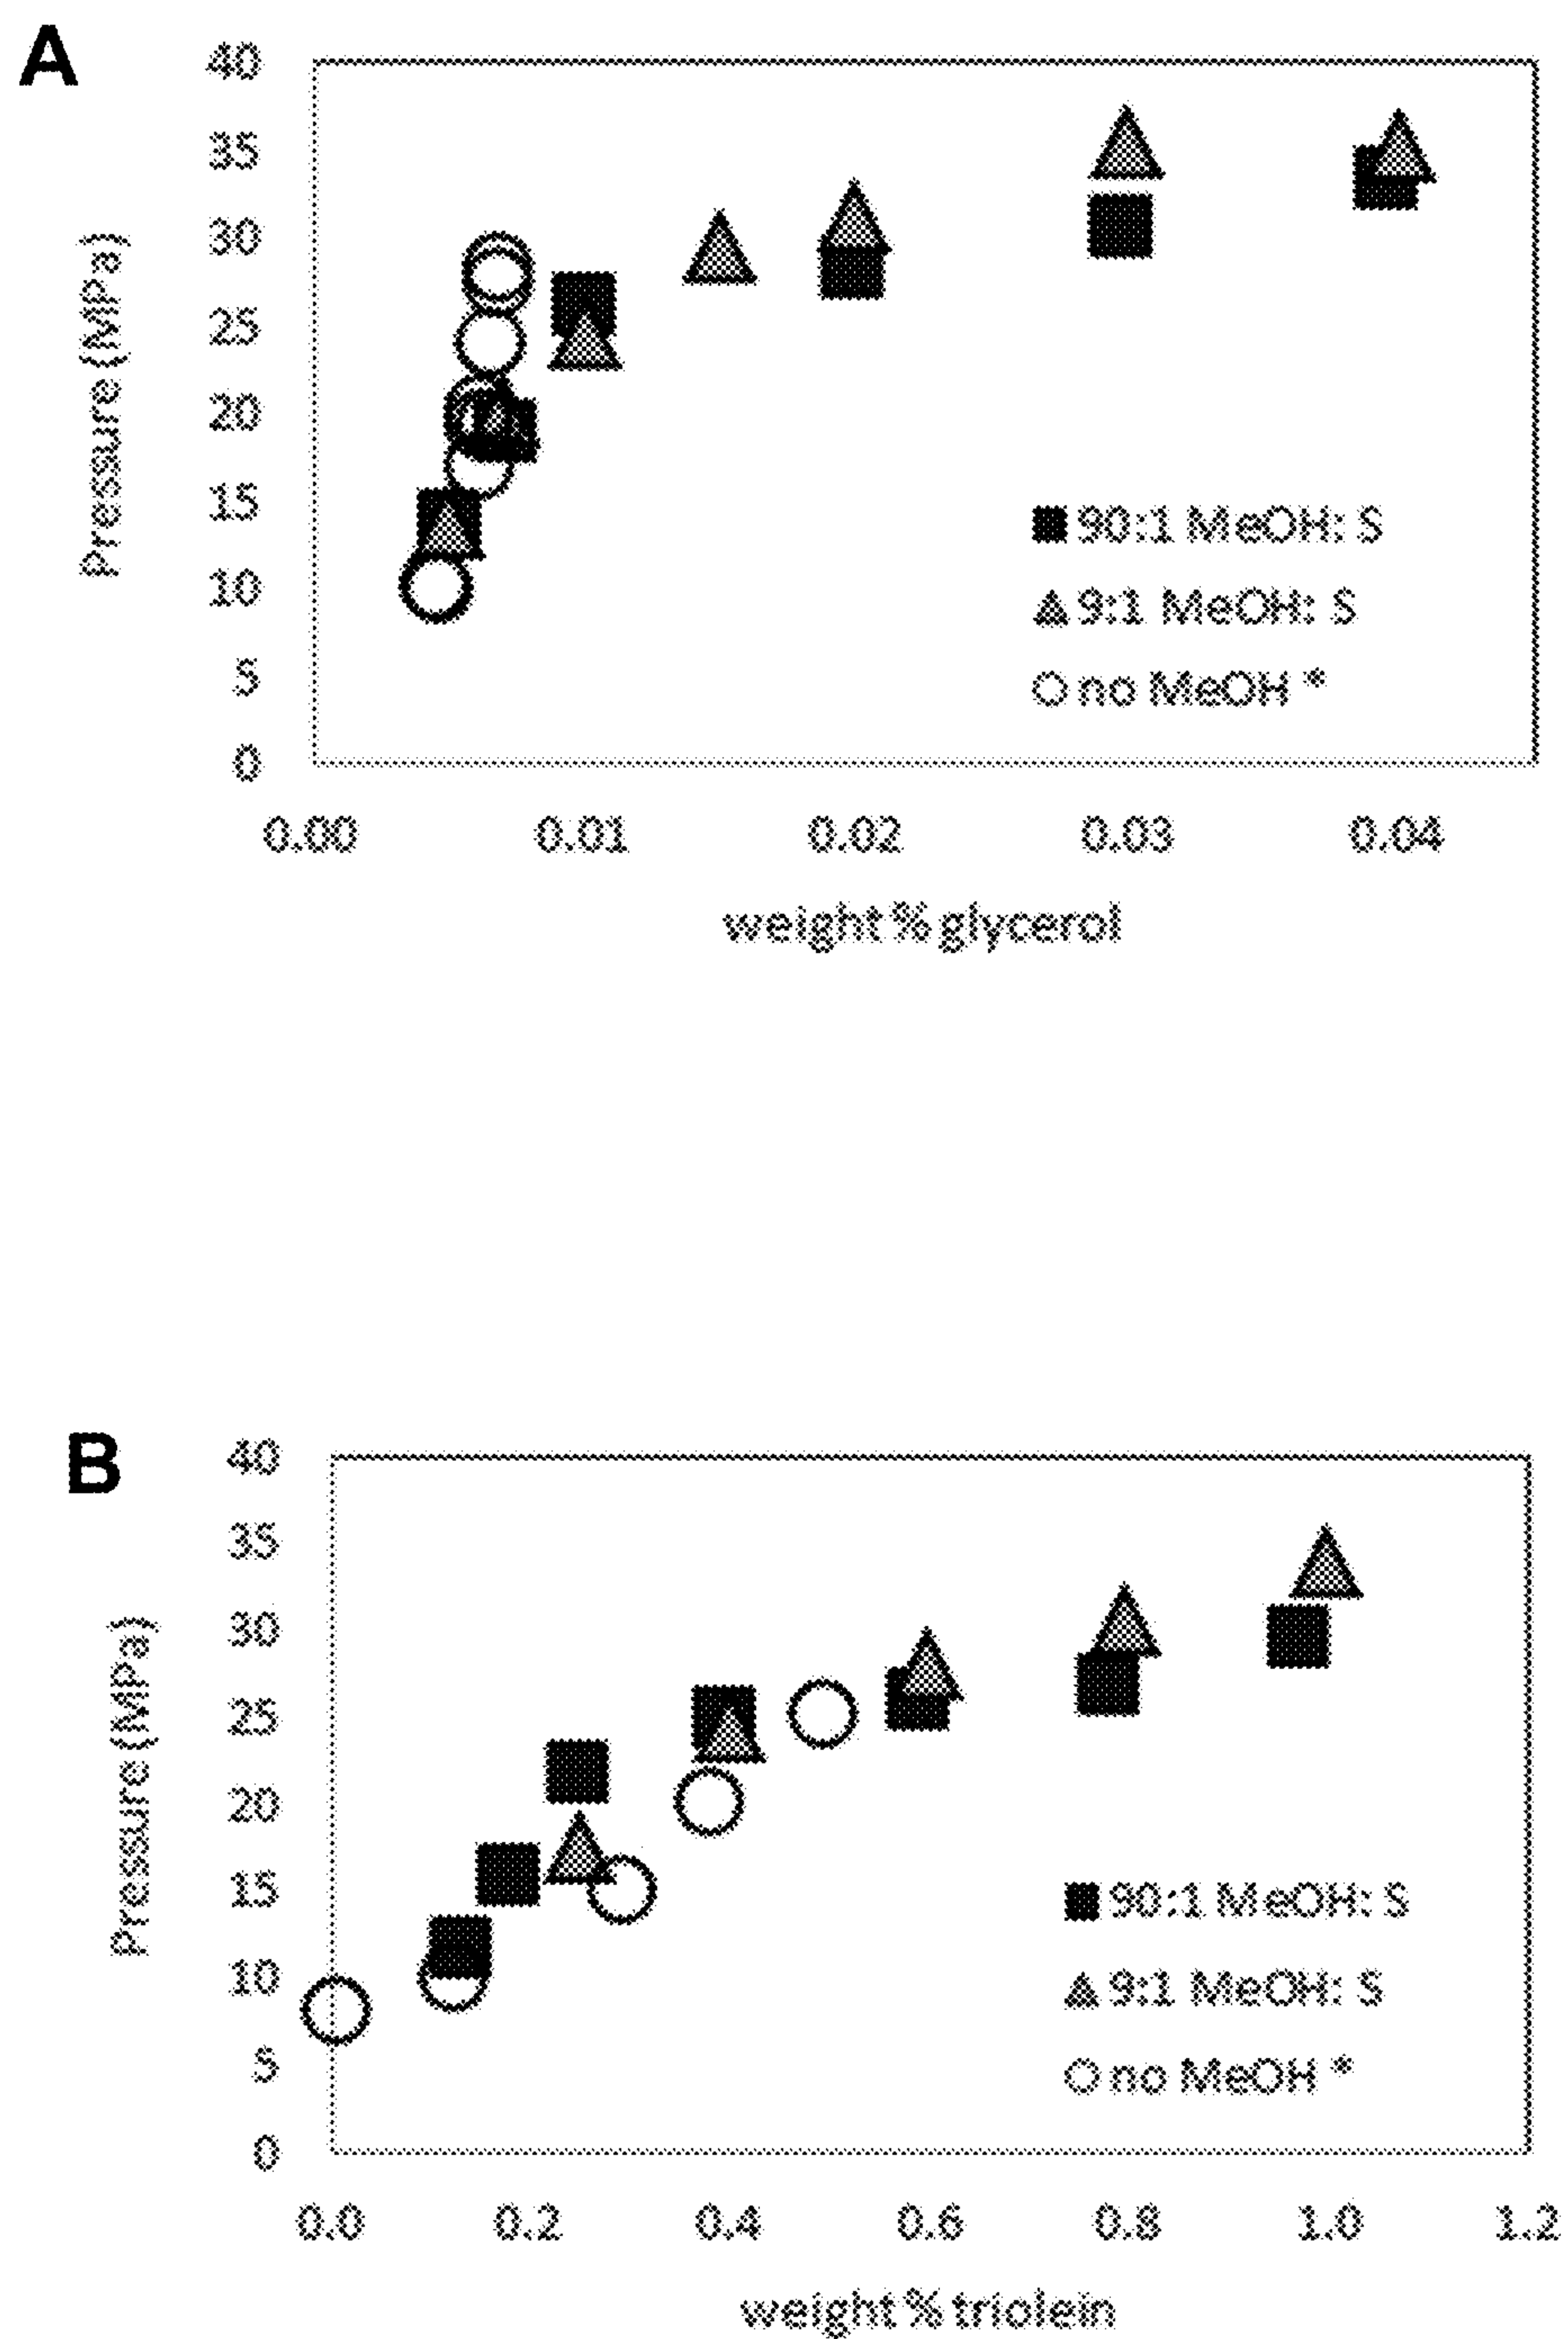 A
40
35
30
25
20
15
10
5
0
Pressure (MPa)
90:1 MeOH: S
9:1 MeOH: S
no MeOH *
0.00 0.01 0.02 0.03 0.04
weight % glycerol
B
40
35
30
25
20
15
10
5
0
Pressure (MPa)
90:1 MeOH: S
9:1 MeOH: S
no MeOH *
0.0 0.2 0.4 0.6 0.8 1.0 1.2
weight % triolein